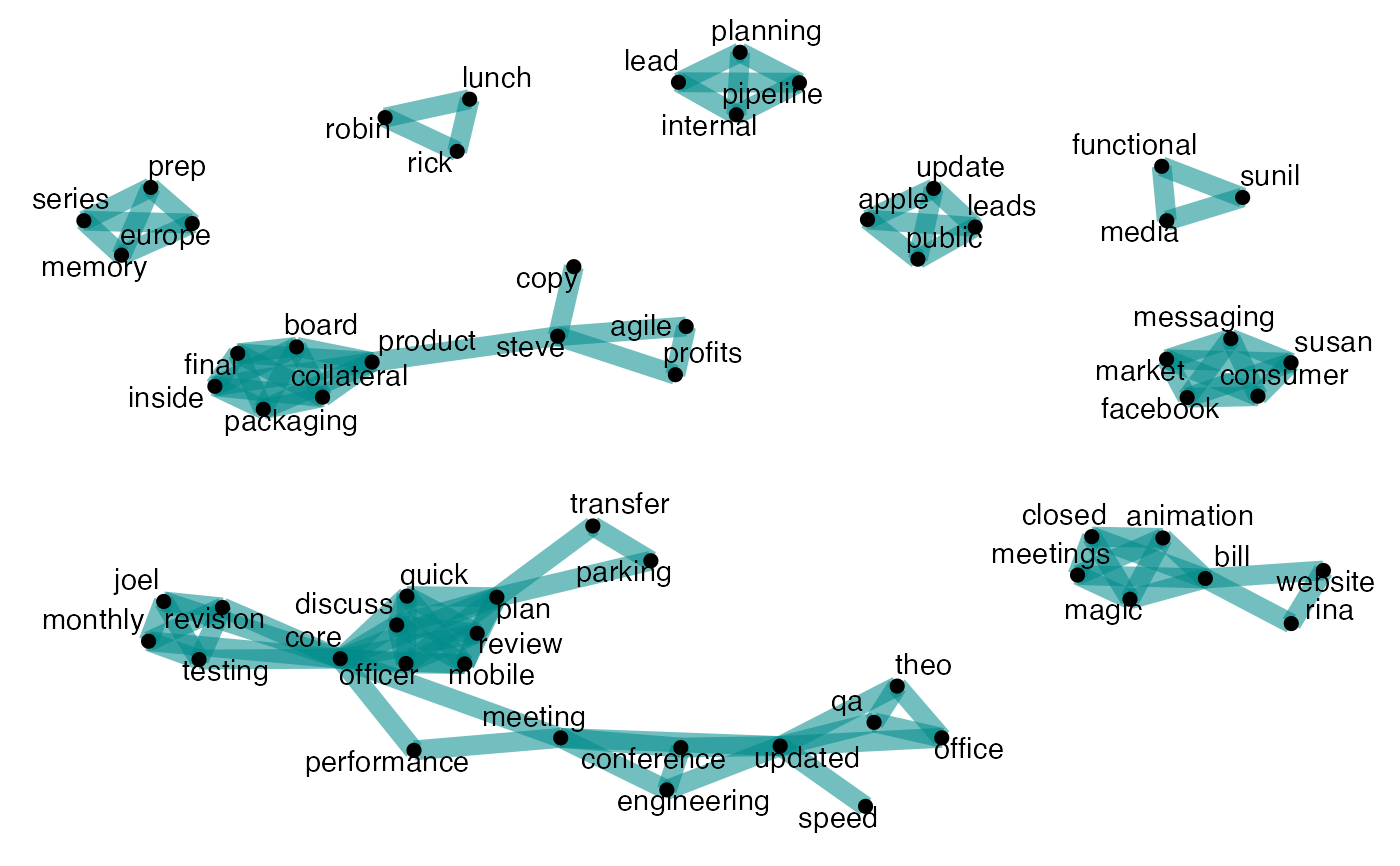 planning
lead
pipeline
internal
lunch
robin
rick
functional
sunil
media
prep
series
europe
memory
update
apple
leads
public
copy
board
product
steve
agile
profits
final
collateral
inside
packaging
messaging
susan
market
consumer
facebook
transfer
parking
closed
animation
meetings
bill
website
magic
rina
joel
quick
discuss
plan
monthly
revision
core
review
testing
officer
mobile
theo
qa
meeting
office
performance
conference
updated
engineering
speed